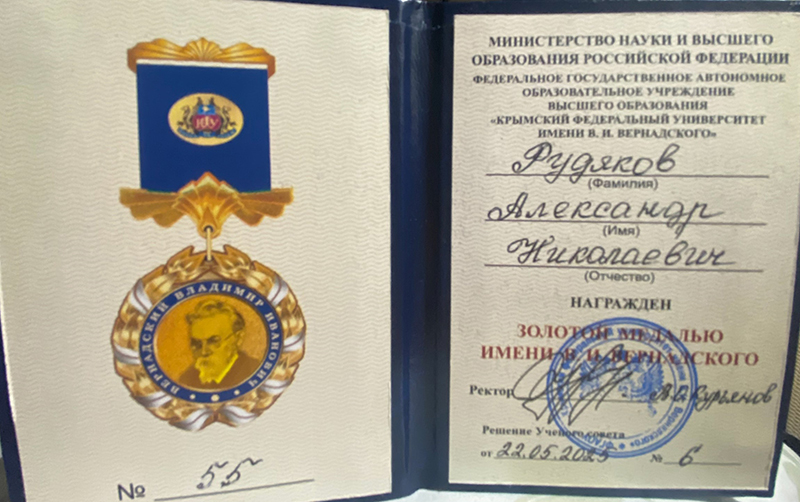 КФУ
ВЕРНАДСКИЙ ВЛАДИМИР ИВАНОВИЧ
№ 55
МИНИСТЕРСТВО НАУКИ И ВЫСШЕГО
ОБРАЗОВАНИЯ РОССИЙСКОЙ ФЕДЕРАЦИИ
ФЕДЕРАЛЬНОЕ ГОСУДАРСТВЕННОЕ АВТОНОМНОЕ
ОБРАЗОВАТЕЛЬНОЕ УЧРЕЖДЕНИЕ
ВЫСШЕГО ОБРАЗОВАНИЯ
«КРЫМСКИЙ ФЕДЕРАЛЬНЫЙ УНИВЕРСИТЕТ
ИМЕНИ В. И. ВЕРНАДСКОГО»
Рудяков
(Фамилия)
Александр
(Имя)
Николаевич
(Отчество)
НАГРАЖДЕН
ЗОЛОТОЙ МЕДАЛЬЮ
ИМЕНИ В. И. ВЕРНАДСКОГО
Ректор Курьянов
Решение Ученого совета
от 22.05.2025 № 6